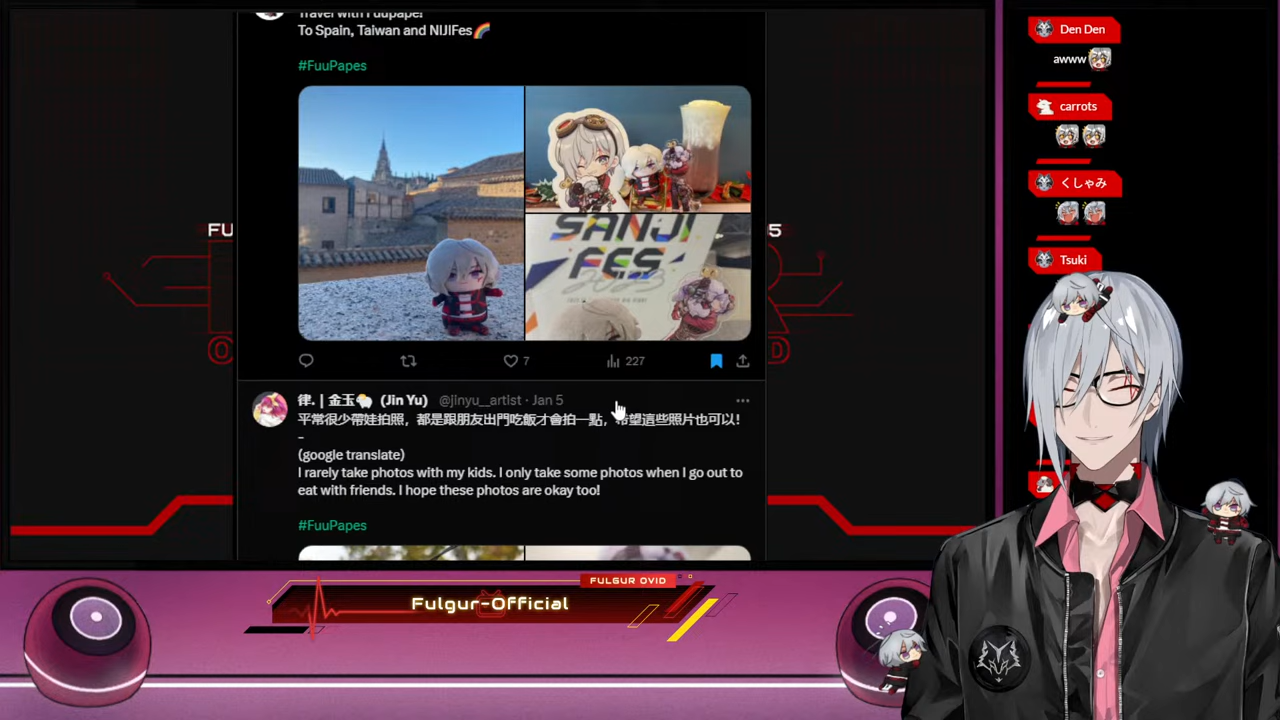 Travel with Fuupape!
To Spain, Taiwan and NIJIFes🌈
#FuuPapes
SANJI
FES
2023
7
227
律. | 金玉🐑 (Jin Yu) @jinyu__artist · Jan 5
平常很少帶娃拍照，都是跟朋友出門吃飯才會拍一點，希望這些照片也可以！
-
(google translate)
I rarely take photos with my kids. I only take some photos when I go out to
eat with friends. I hope these photos are okay too!
#FuuPapes
FU
5
O
D
FULGUR OVID
Fulgur-Official
Den Den
awww
carrots
くしゃみ
Tsuki